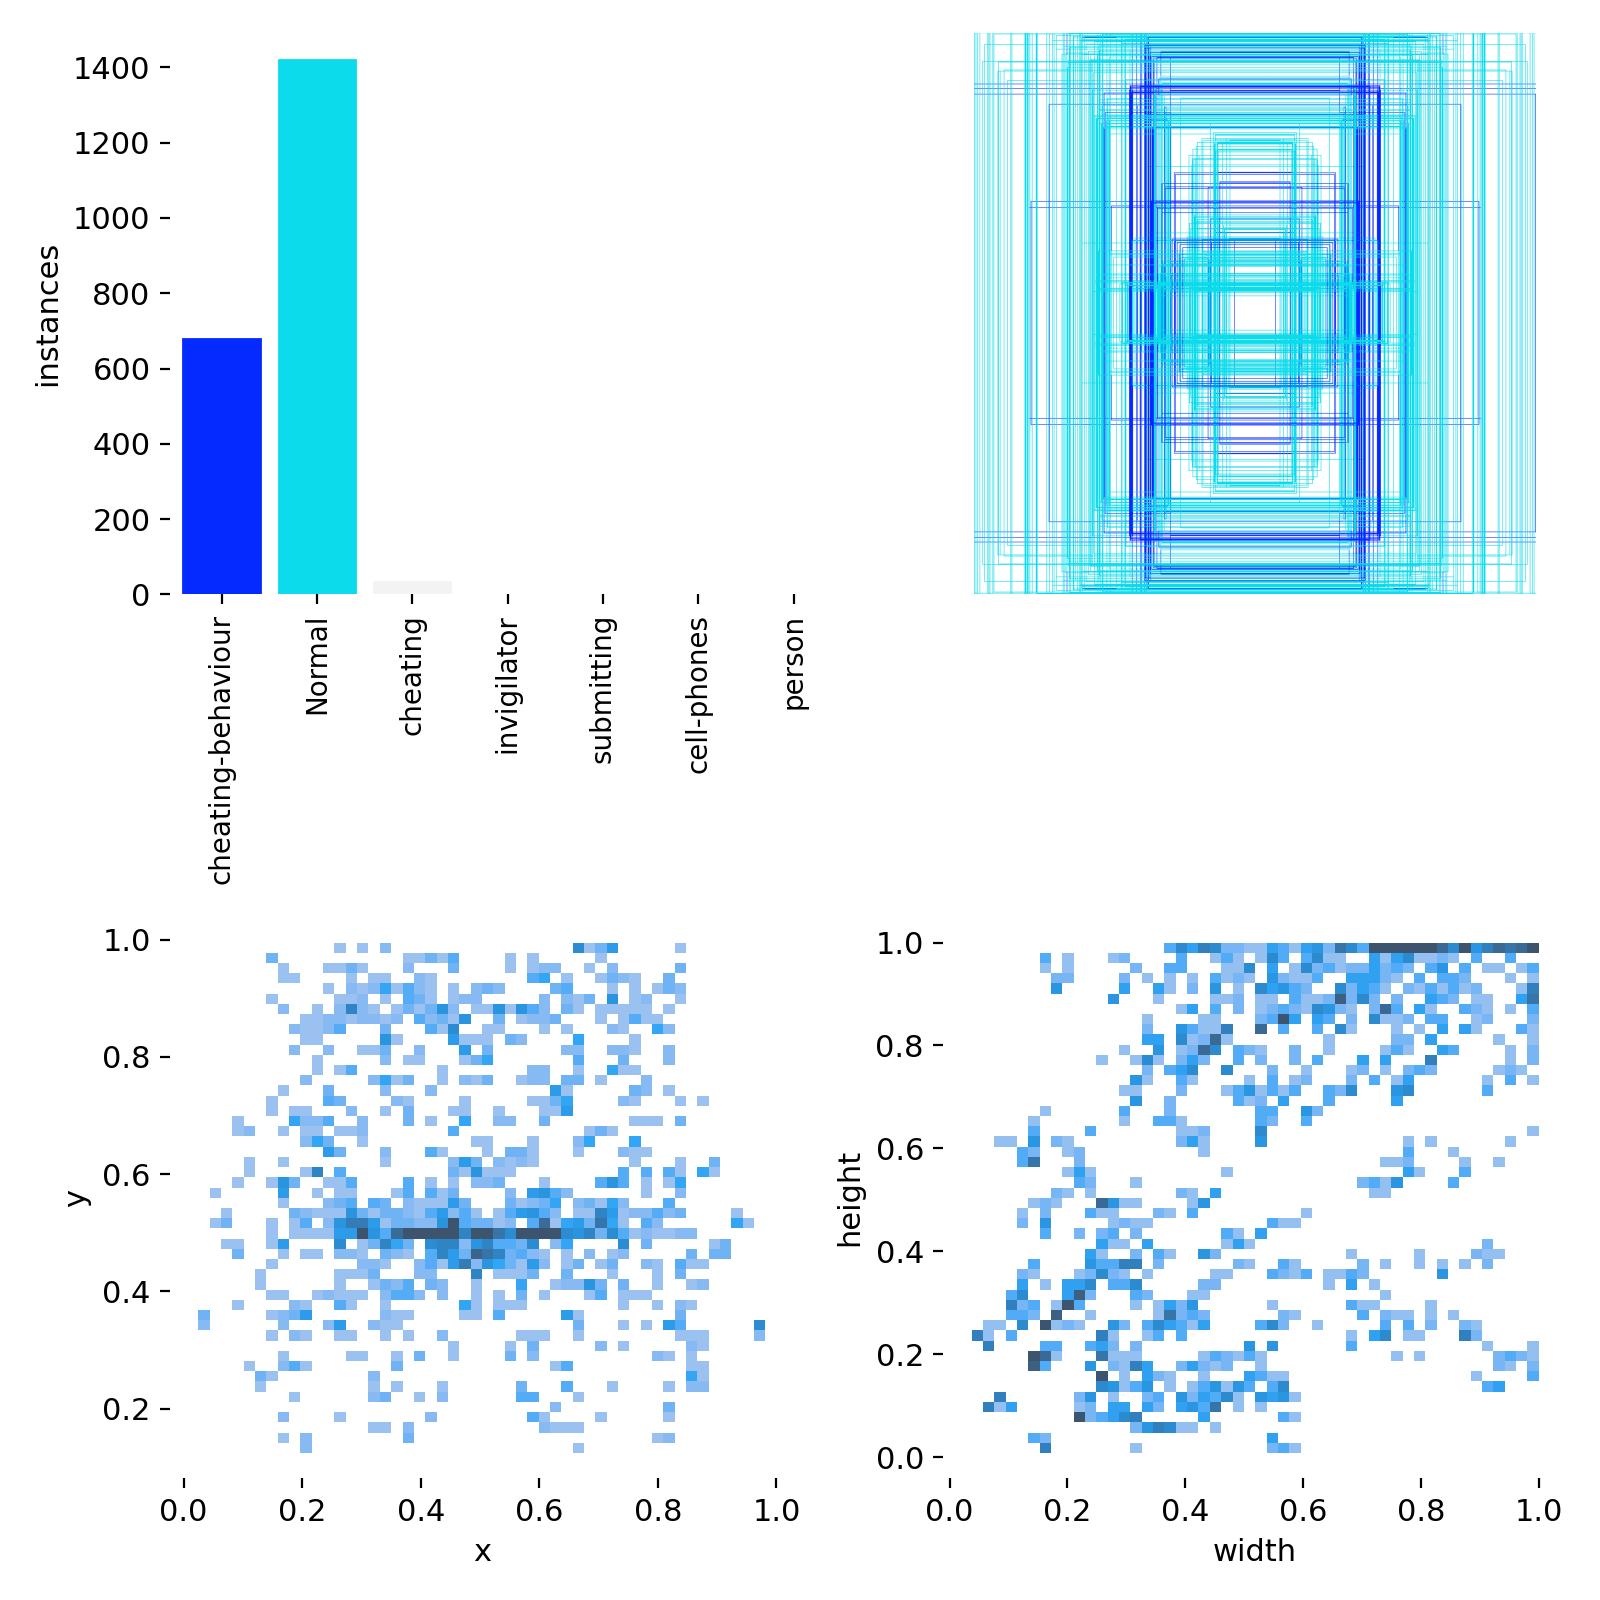 1400
1200
1000
800
600
400
200
0
instances
cheating-behaviour
Normal
cheating
invigilator
submitting
cell-phones
person
1.0
0.8
0.6
0.4
0.2
y
0.0 0.2 0.4 0.6 0.8 1.0
x
1.0
0.8
0.6
0.4
0.2
0.0
height
0.0 0.2 0.4 0.6 0.8 1.0
width